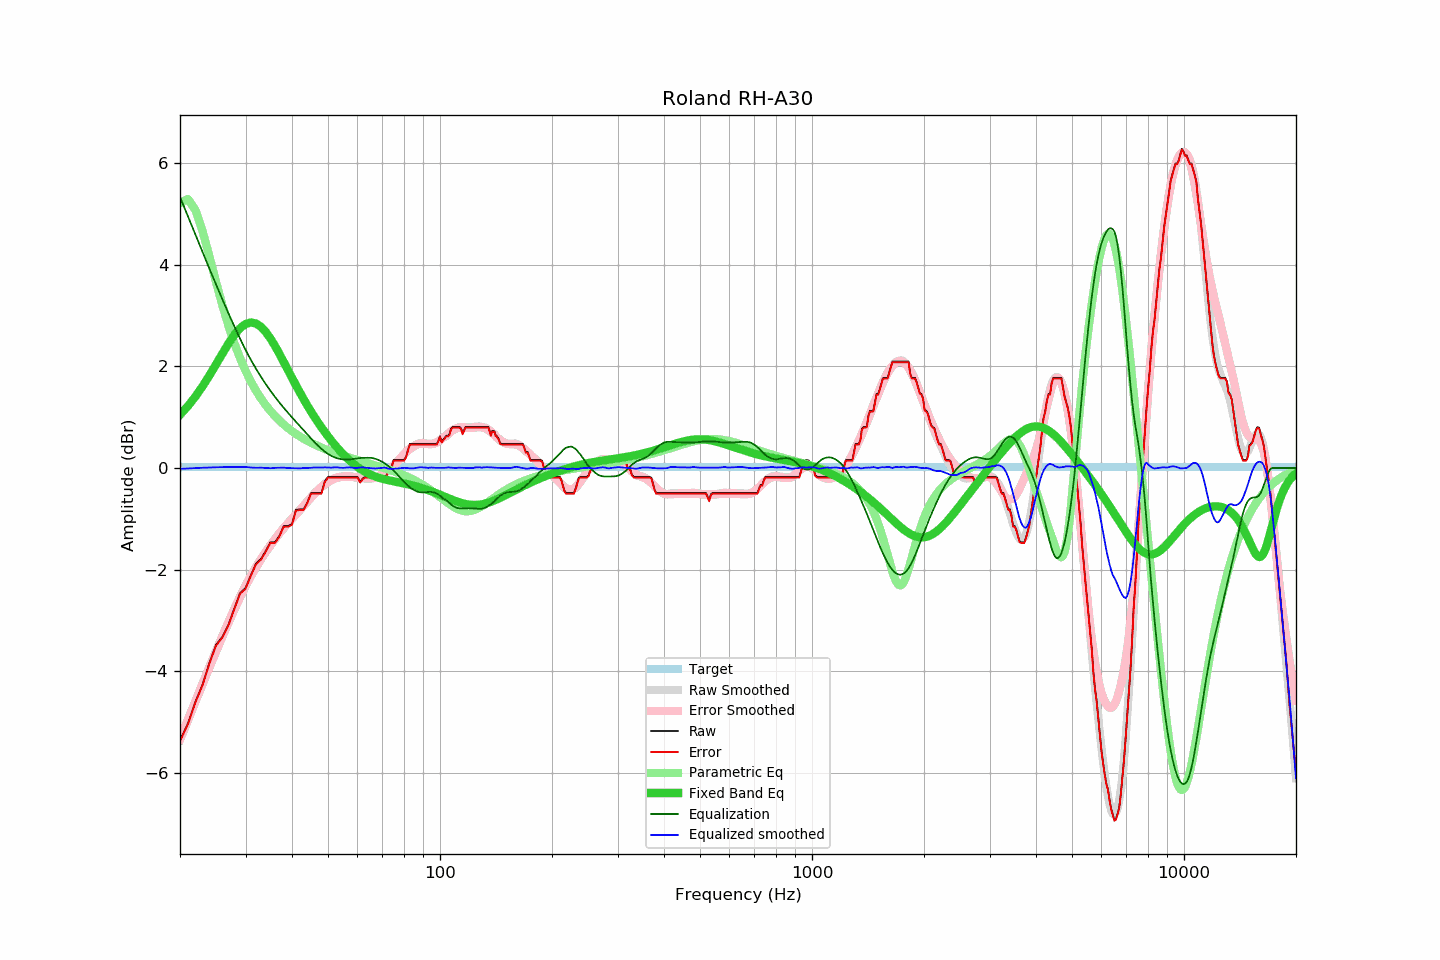 Roland RH-A30
Amplitude (dBr)
6
4
2
0
−2
−4
−6
Target
Raw Smoothed
Error Smoothed
Raw
Error
Parametric Eq
Fixed Band Eq
Equalization
Equalized smoothed
100 1000 10000
Frequency (Hz)